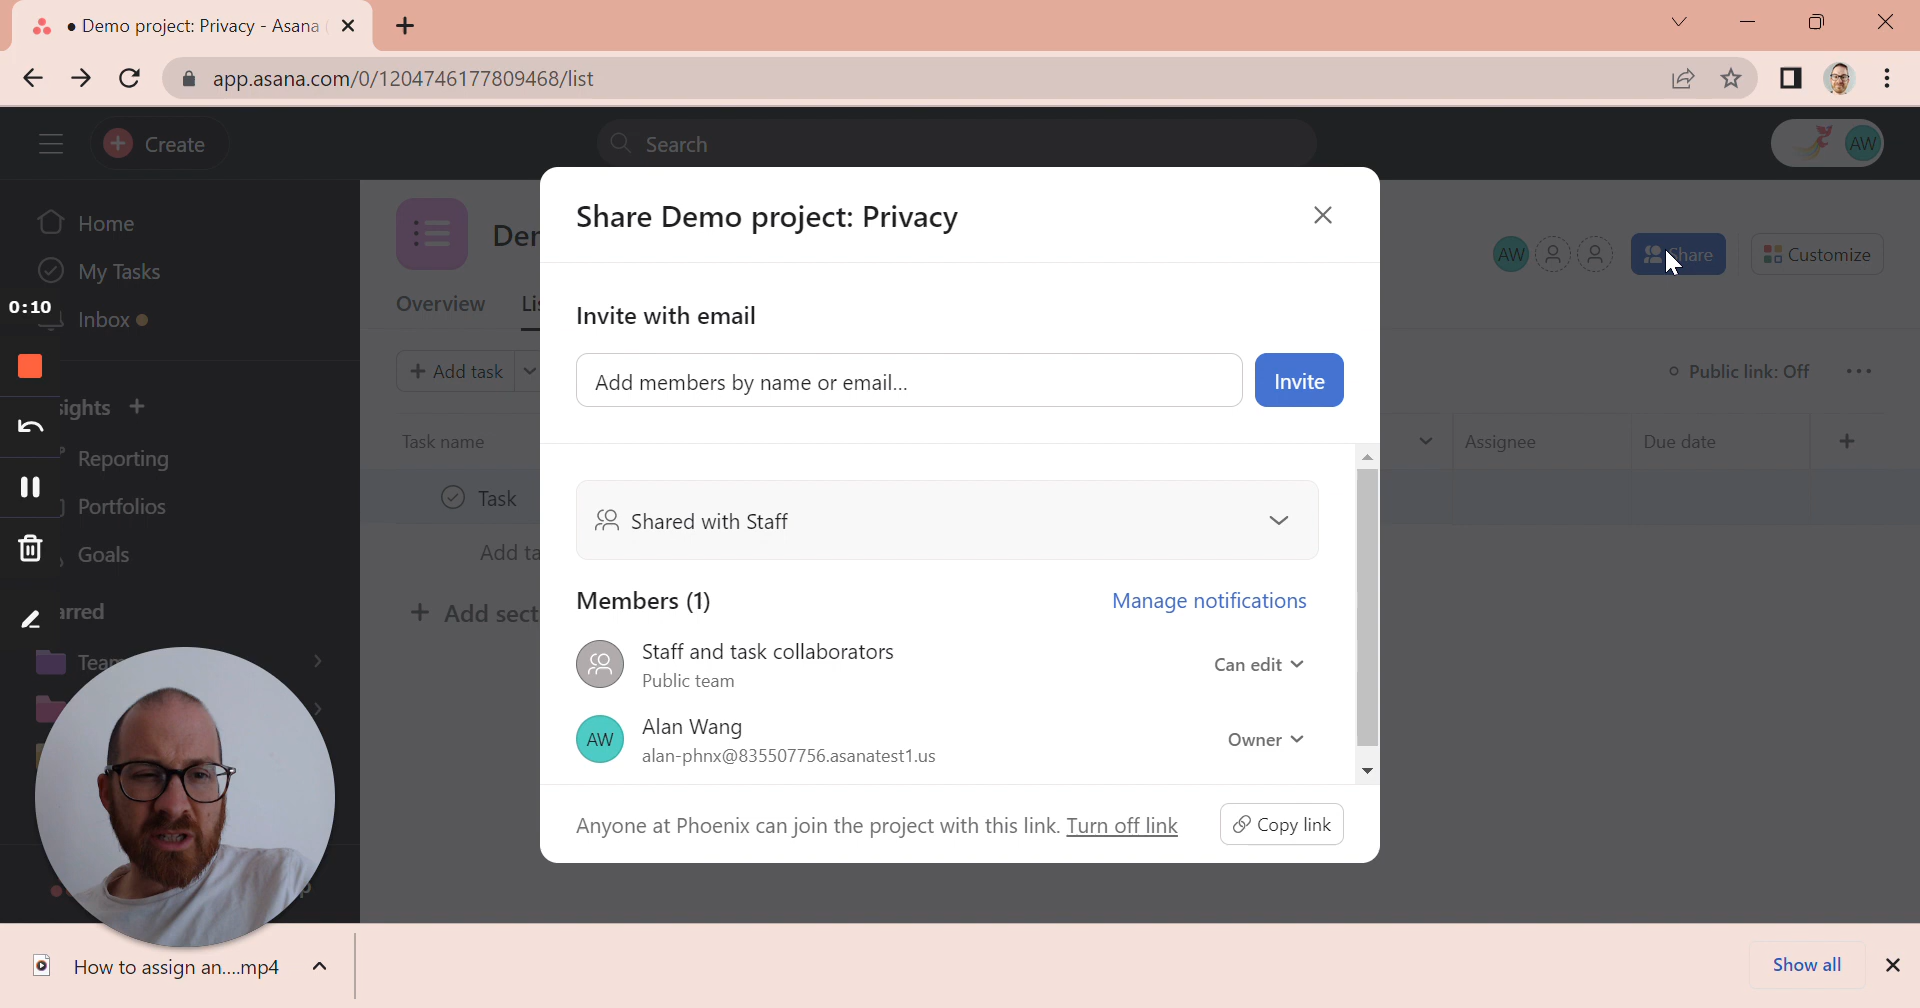 ● Demo project: Privacy - Asana
app.asana.com/0/1204746177809468/list
Create
Search
AW
Home
My Tasks
0:10
Inbox
Share Demo project: Privacy
AW
Share
Customize
Overview
Invite with email
Add task
Add members by name or email...
Invite
Public link: Off
Task name
Assignee
Due date
Reporting
Portfolios
Goals
Task
Shared with Staff
Members (1)
Manage notifications
Staff and task collaborators
Can edit
Public team
AW
Alan Wang
Owner
alan-phnx@835507756.asanatest1.us
Anyone at Phoenix can join the project with this link. Turn off link
Copy link
How to assign an....mp4
Show all